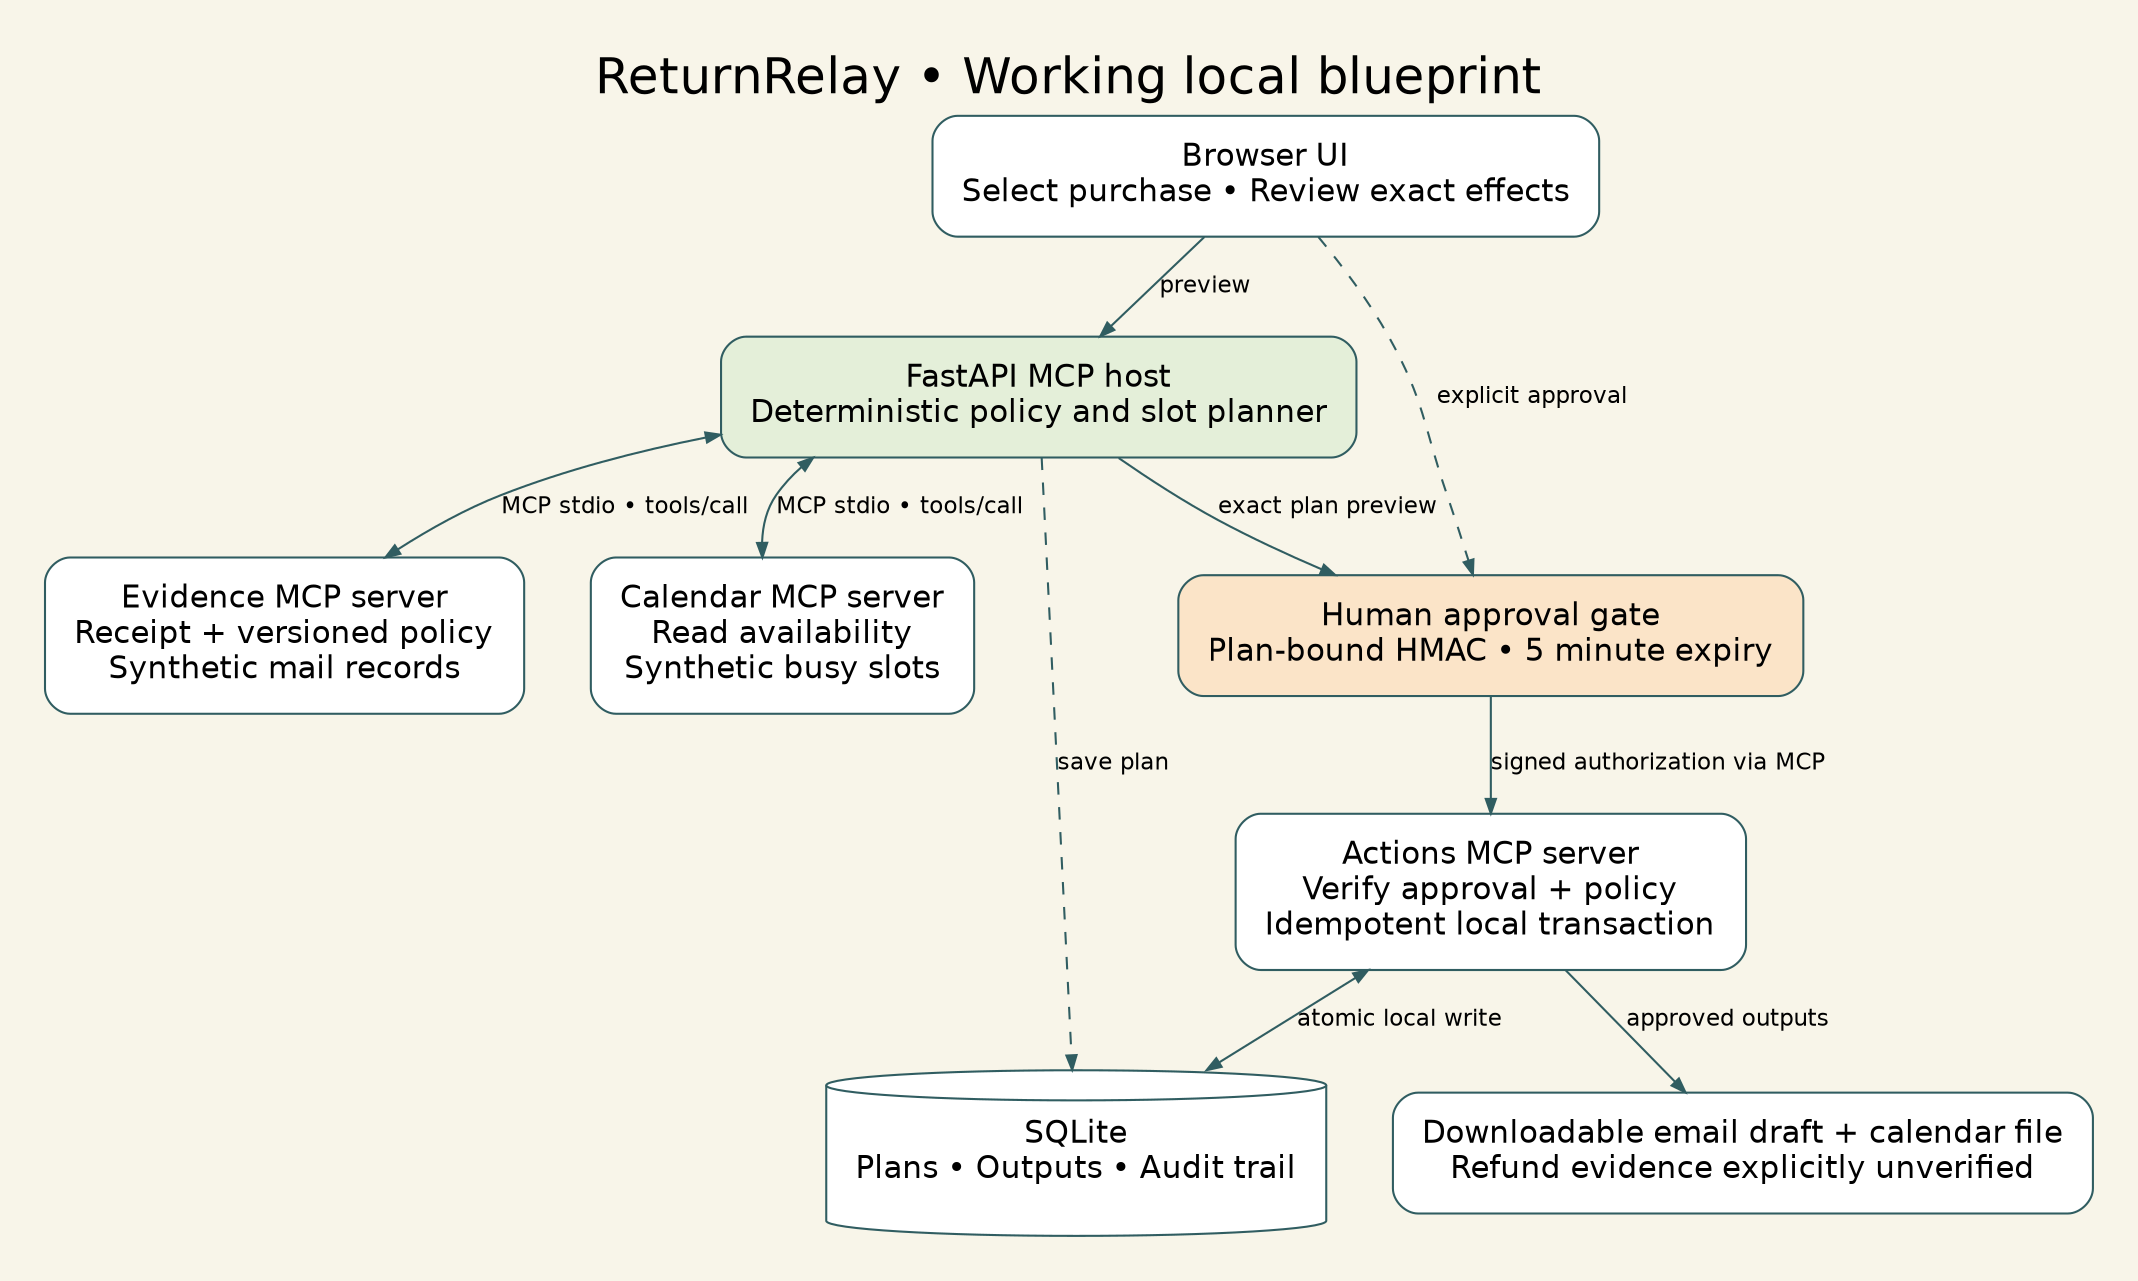 ReturnRelay • Working local blueprint
Browser UI
Select purchase • Review exact effects
preview
explicit approval
FastAPI MCP host
Deterministic policy and slot planner
MCP stdio • tools/call
MCP stdio • tools/call
exact plan preview
Evidence MCP server
Receipt + versioned policy
Synthetic mail records
Calendar MCP server
Read availability
Synthetic busy slots
Human approval gate
Plan-bound HMAC • 5 minute expiry
save plan
signed authorization via MCP
Actions MCP server
Verify approval + policy
Idempotent local transaction
atomic local write
approved outputs
SQLite
Plans • Outputs • Audit trail
Downloadable email draft + calendar file
Refund evidence explicitly unverified